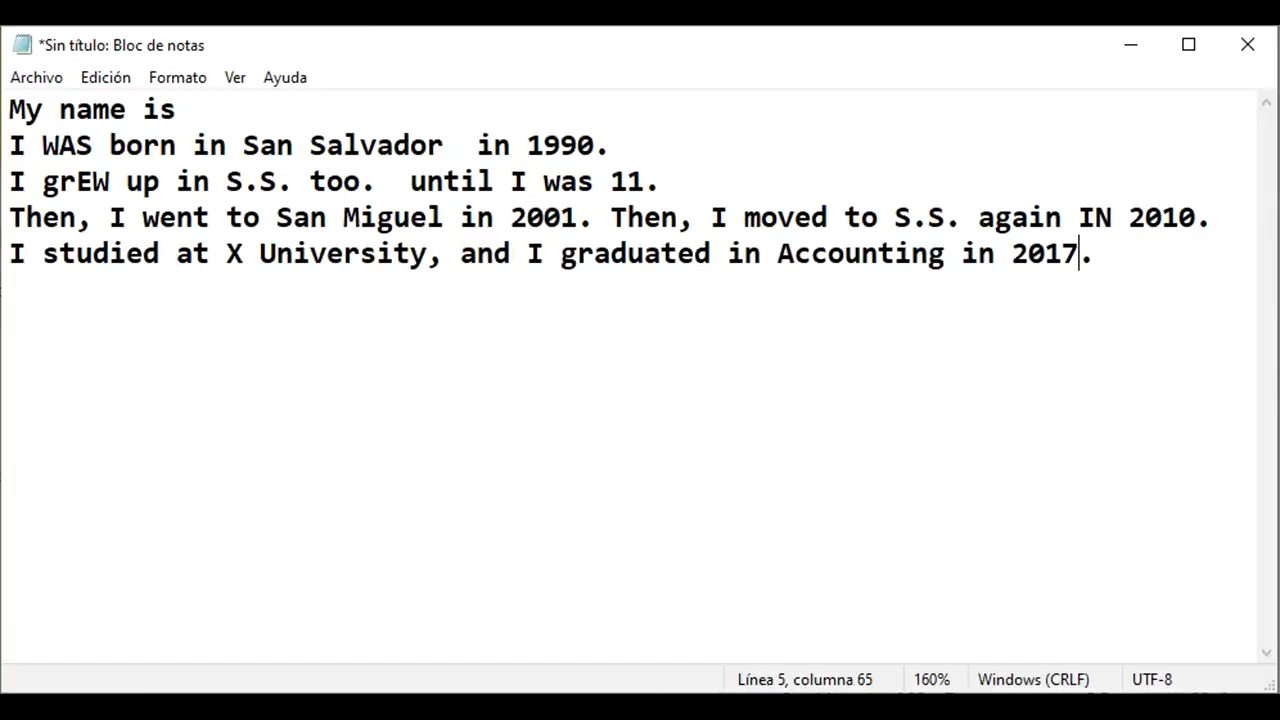 *Sin título: Bloc de notas
Archivo Edición Formato Ver Ayuda
My name is
I WAS born in San Salvador  in 1990.
I grEW up in S.S. too.  until I was 11.
Then, I went to San Miguel in 2001. Then, I moved to S.S. again IN 2010.
I studied at X University, and I graduated in Accounting in 2017.
Línea 5, columna 65 160% Windows (CRLF) UTF-8